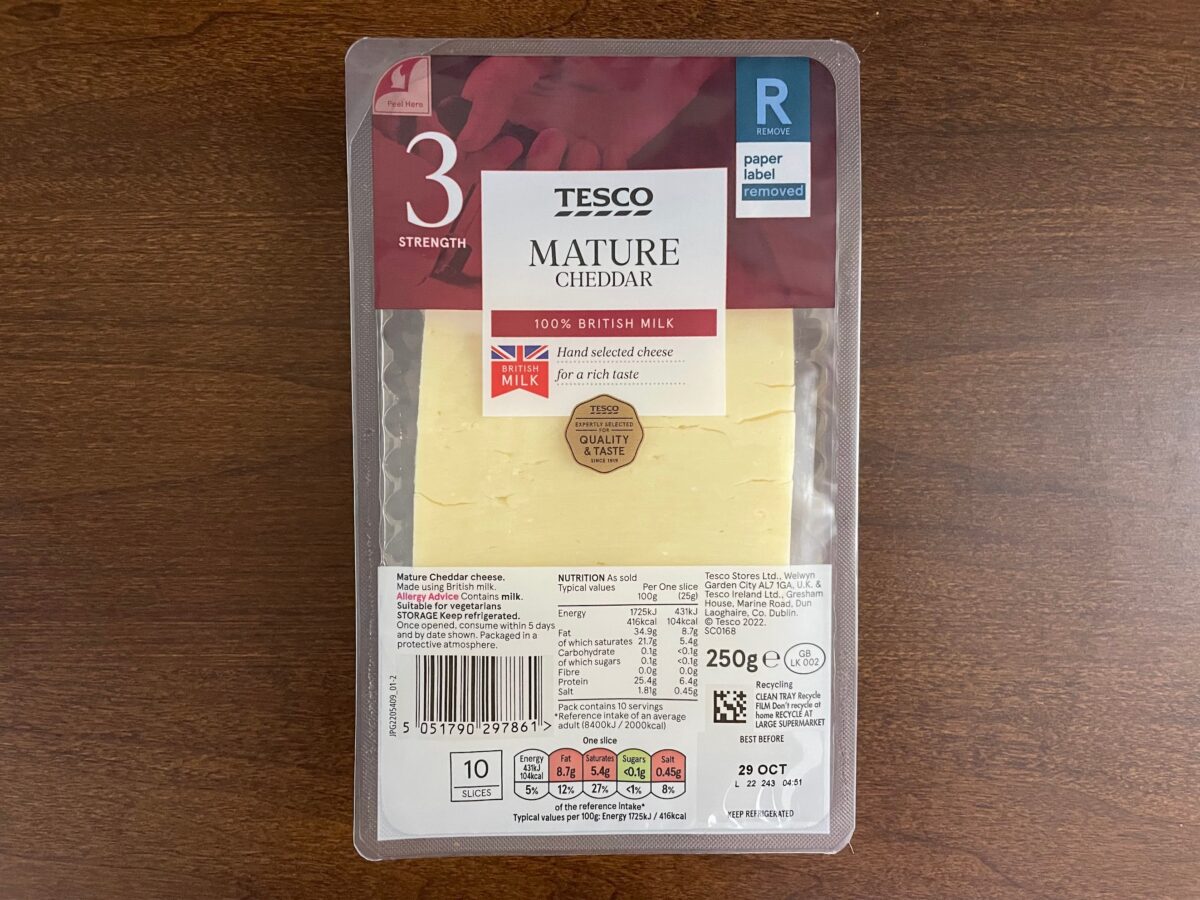 Peel Here
3
STRENGTH
R
REMOVE
paper
label
removed
TESCO
MATURE
CHEDDAR
100% BRITISH MILK
BRITISH
MILK
Hand selected cheese
for a rich taste
TESCO
EXPERTLY SELECTED
FOR
QUALITY
& TASTE
SINCE 1919
Mature Cheddar cheese.
Made using British milk.
Allergy Advice Contains milk.
Suitable for vegetarians
STORAGE Keep refrigerated.
Once opened, consume within 5 days
and by date shown. Packaged in a
protective atmosphere.
JPG2205409_01-2
5 051790 297861 >
10
SLICES
NUTRITION As sold
Typical values Per 100g One slice (25g)
Energy 1725kJ 431kJ
416kcal 104kcal
Fat 34.9g 8.7g
of which saturates 21.7g 5.4g
Carbohydrate 0.1g <0.1g
of which sugars 0.1g <0.1g
Fibre 0.0g 0.0g
Protein 25.4g 6.4g
Salt 1.81g 0.45g
Pack contains 10 servings
*Reference intake of an average
adult (8400kJ / 2000kcal)
One slice
Energy Fat Saturates Sugars Salt
431kJ
104kcal 8.7g 5.4g <0.1g 0.45g
5% 12% 27% <1% 8%
of the reference intake*
Typical values per 100g: Energy 1725kJ / 416kcal
Tesco Stores Ltd., Welwyn
Garden City AL7 1GA, U.K. &
Tesco Ireland Ltd., Gresham
House, Marine Road, Dun
Laoghaire, Co. Dublin.
© Tesco 2022.
SC0168
250g e
GB
LK 002
Recycling
CLEAN TRAY Recycle
FILM Don't recycle at
home RECYCLE AT
LARGE SUPERMARKET
BEST BEFORE
29 OCT
L 22 243 04:51
KEEP REFRIGERATED